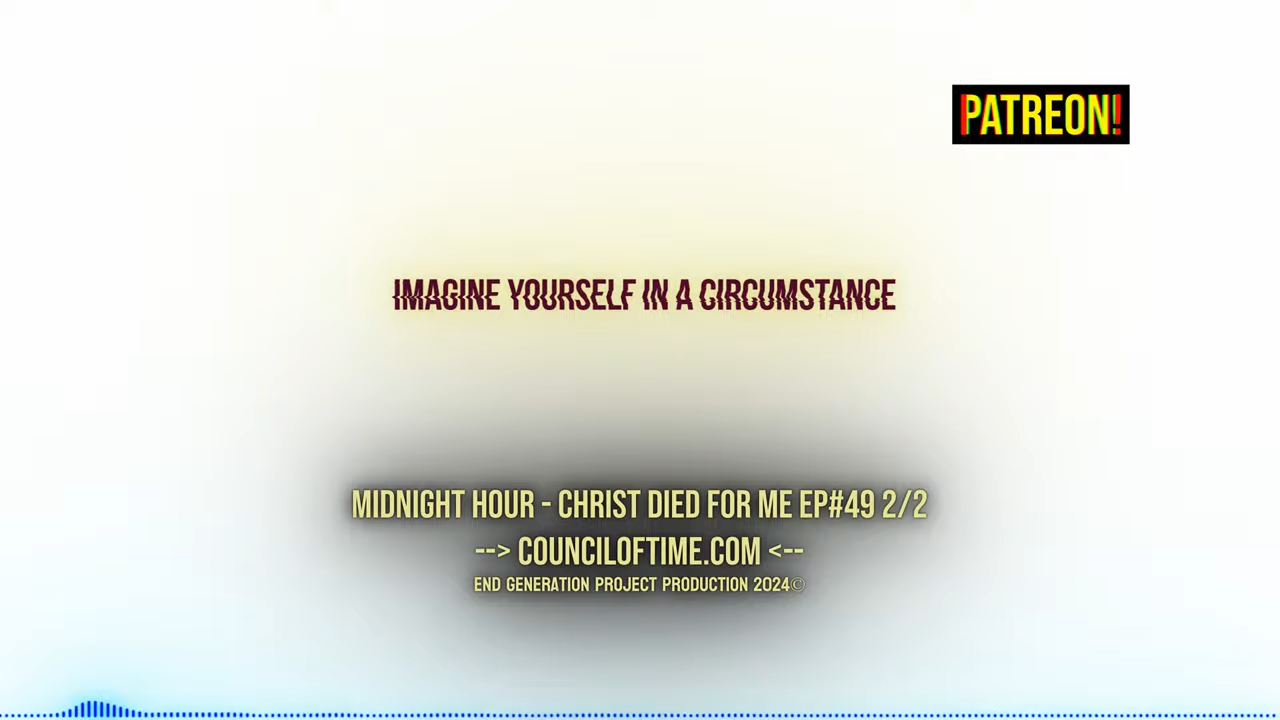 PATREON!
IMAGINE YOURSELF IN A CIRCUMSTANCE
MIDNIGHT HOUR - CHRIST DIED FOR ME EP#49 2/2
--> COUNCILOFTIME.COM <--
END GENERATION PROJECT PRODUCTION 2024©